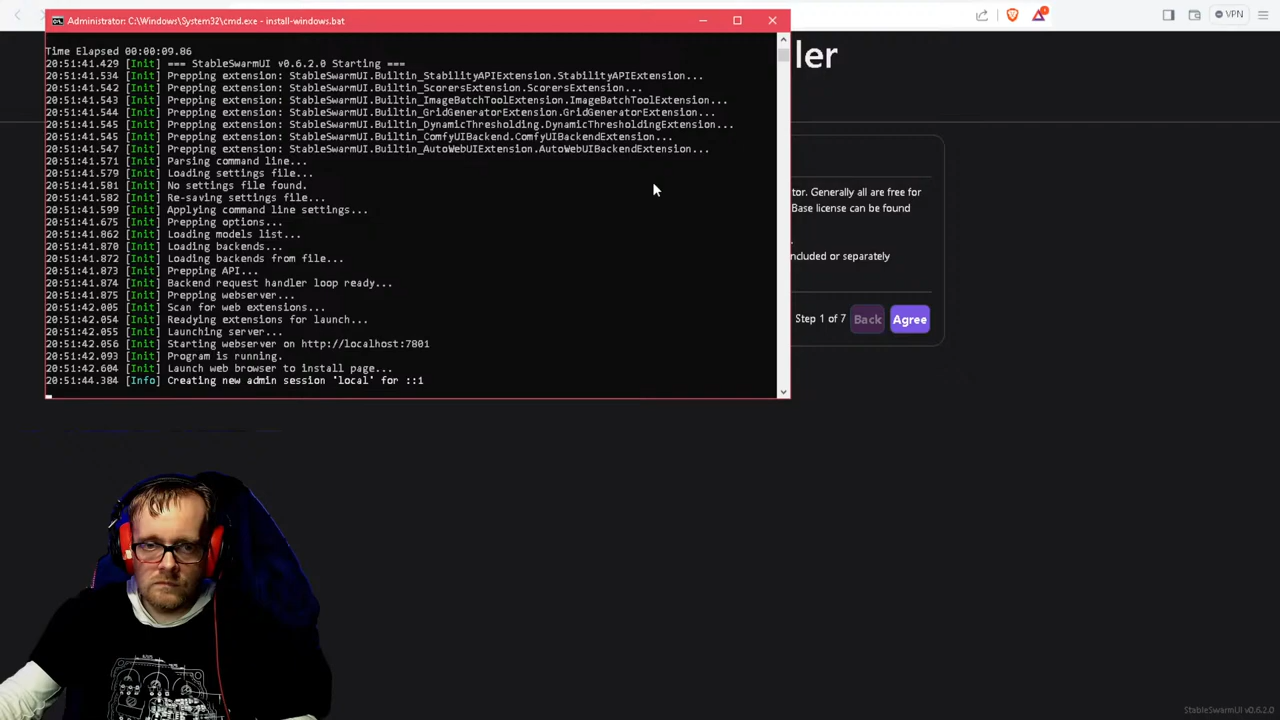 Administrator: C:\Windows\System32\cmd.exe - install-windows.bat
VPN
ler
Time Elapsed 00:00:09.86
20:51:41.429 [Init] === StableSwarmUI v0.6.2.0 Starting ===
20:51:41.534 [Init] Prepping extension: StableSwarmUI.Builtin_StabilityAPIExtension.StabilityAPIExtension...
20:51:41.542 [Init] Prepping extension: StableSwarmUI.Builtin_ScorersExtension.ScorersExtension...
20:51:41.543 [Init] Prepping extension: StableSwarmUI.Builtin_ImageBatchToolExtension.ImageBatchToolExtension...
20:51:41.544 [Init] Prepping extension: StableSwarmUI.Builtin_GridGeneratorExtension.GridGeneratorExtension...
20:51:41.545 [Init] Prepping extension: StableSwarmUI.Builtin_DynamicThresholding.DynamicThresholdingExtension...
20:51:41.545 [Init] Prepping extension: StableSwarmUI.Builtin_ComfyUIBackend.ComfyUIBackendExtension...
20:51:41.547 [Init] Prepping extension: StableSwarmUI.Builtin_AutoWebUIExtension.AutoWebUIBackendExtension...
20:51:41.571 [Init] Parsing command line...
20:51:41.579 [Init] Loading settings file...
20:51:41.581 [Init] No settings file found.
20:51:41.582 [Init] Re-saving settings file...
20:51:41.599 [Init] Applying command line settings...
20:51:41.675 [Init] Prepping options...
20:51:41.862 [Init] Loading models list...
20:51:41.870 [Init] Loading backends...
20:51:41.872 [Init] Loading backends from file...
20:51:41.873 [Init] Prepping API...
20:51:41.874 [Init] Backend request handler loop ready...
20:51:41.875 [Init] Prepping webserver...
20:51:42.005 [Init] Scan for web extensions...
20:51:42.054 [Init] Readying extensions for launch...
20:51:42.055 [Init] Launching server...
20:51:42.056 [Init] Starting webserver on http://localhost:7801
20:51:42.093 [Init] Program is running.
20:51:42.604 [Init] Launch web browser to install page...
20:51:44.384 [Info] Creating new admin session 'local' for ::1
tor. Generally all are free for
Base license can be found
ncluded or separately
Step 1 of 7 Back Agree
StableSwarmUI v0.6.2.0